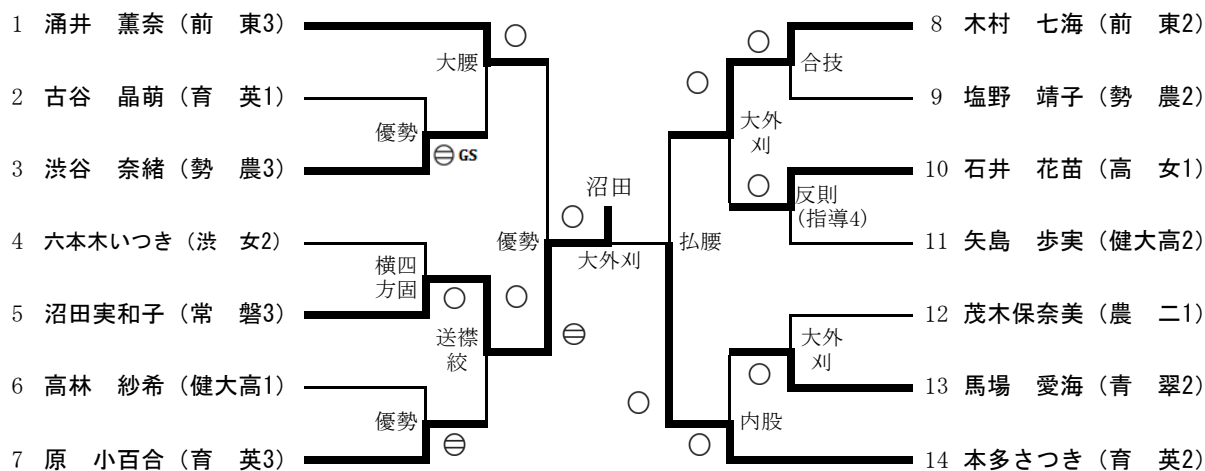 1 涌井 薫奈（前 東3）
大腰
2 古谷 晶萌（育 英1）
優勢
GS
3 渋谷 奈緒（勢 農3）
4 六本木いつき（渋 女2）
横四
方固
5 沼田実和子（常 磐3）
送襟
絞
6 高林 紗希（健大高1）
優勢
7 原 小百合（育 英3）
優勢
沼田
大外刈
払腰
8 木村 七海（前 東2）
合技
9 塩野 靖子（勢 農2）
大外
刈
10 石井 花苗（高 女1）
反則
(指導4)
11 矢島 歩実（健大高2）
12 茂木保奈美（農 二1）
大外
刈
13 馬場 愛海（青 翠2）
内股
14 本多さつき（育 英2）